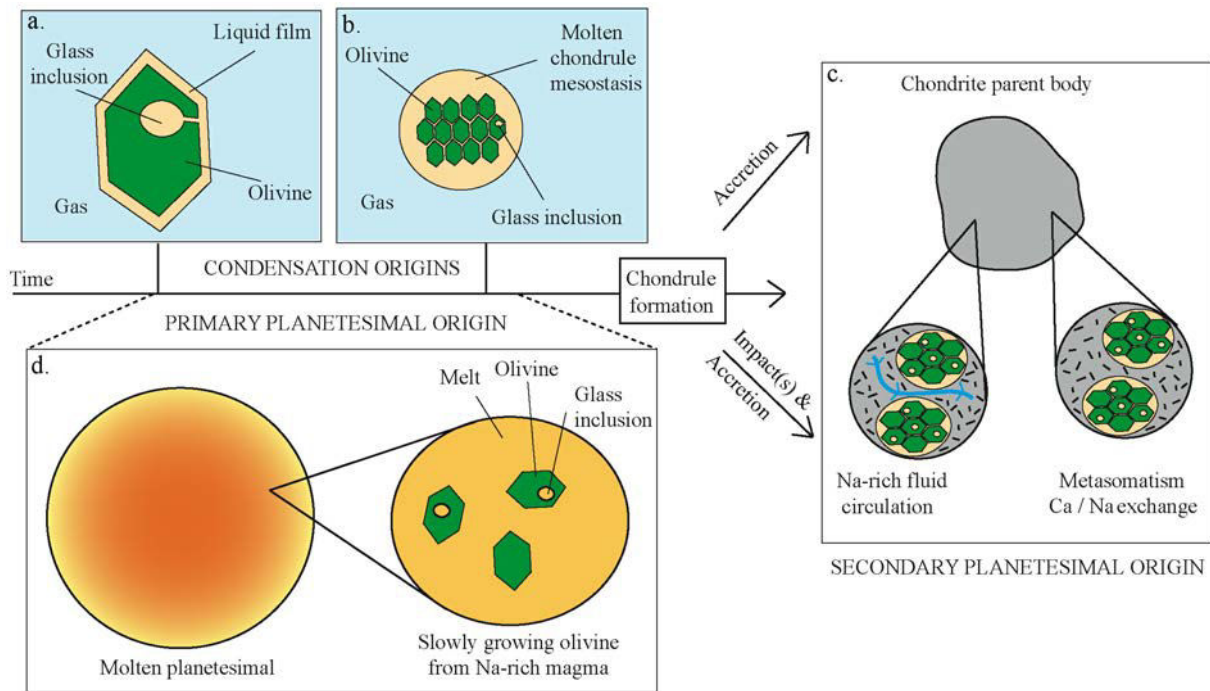 a.
Liquid film
Glass
inclusion
Olivine
Gas
b.
Olivine
Molten
chondrule
mesostasis
Gas
Glass inclusion
Time
CONDENSATION ORIGINS
Chondrule
formation
PRIMARY PLANETESIMAL ORIGIN
Accretion
Impact(s) &
Accretion
c.
Chondrite parent body
Na-rich fluid
circulation
Metasomatism
Ca / Na exchange
SECONDARY PLANETESIMAL ORIGIN
d.
Melt
Olivine
Glass
inclusion
Molten planetesimal
Slowly growing olivine
from Na-rich magma